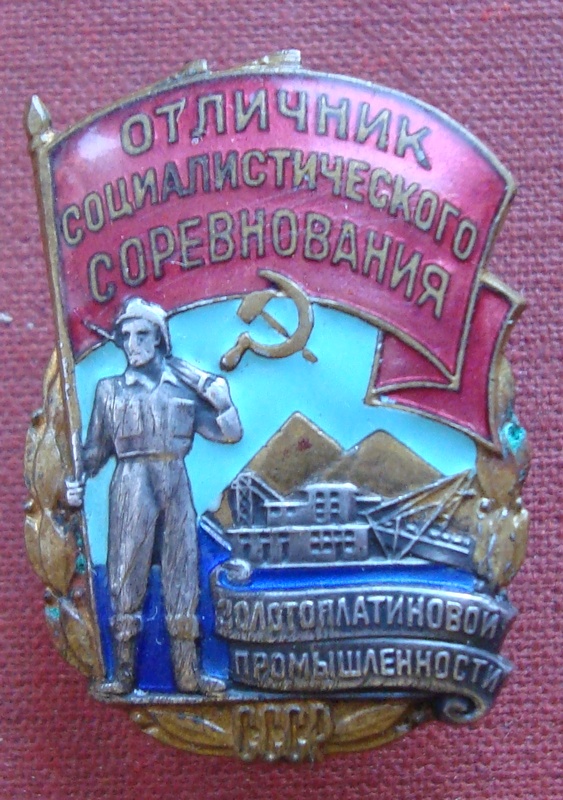 ОТЛИЧНИК
СОЦИАЛИСТИЧЕСКОГО
СОРЕВНОВАНИЯ
ЗОЛОТОПЛАТИНОВОЙ
ПРОМЫШЛЕННОСТИ
СССР